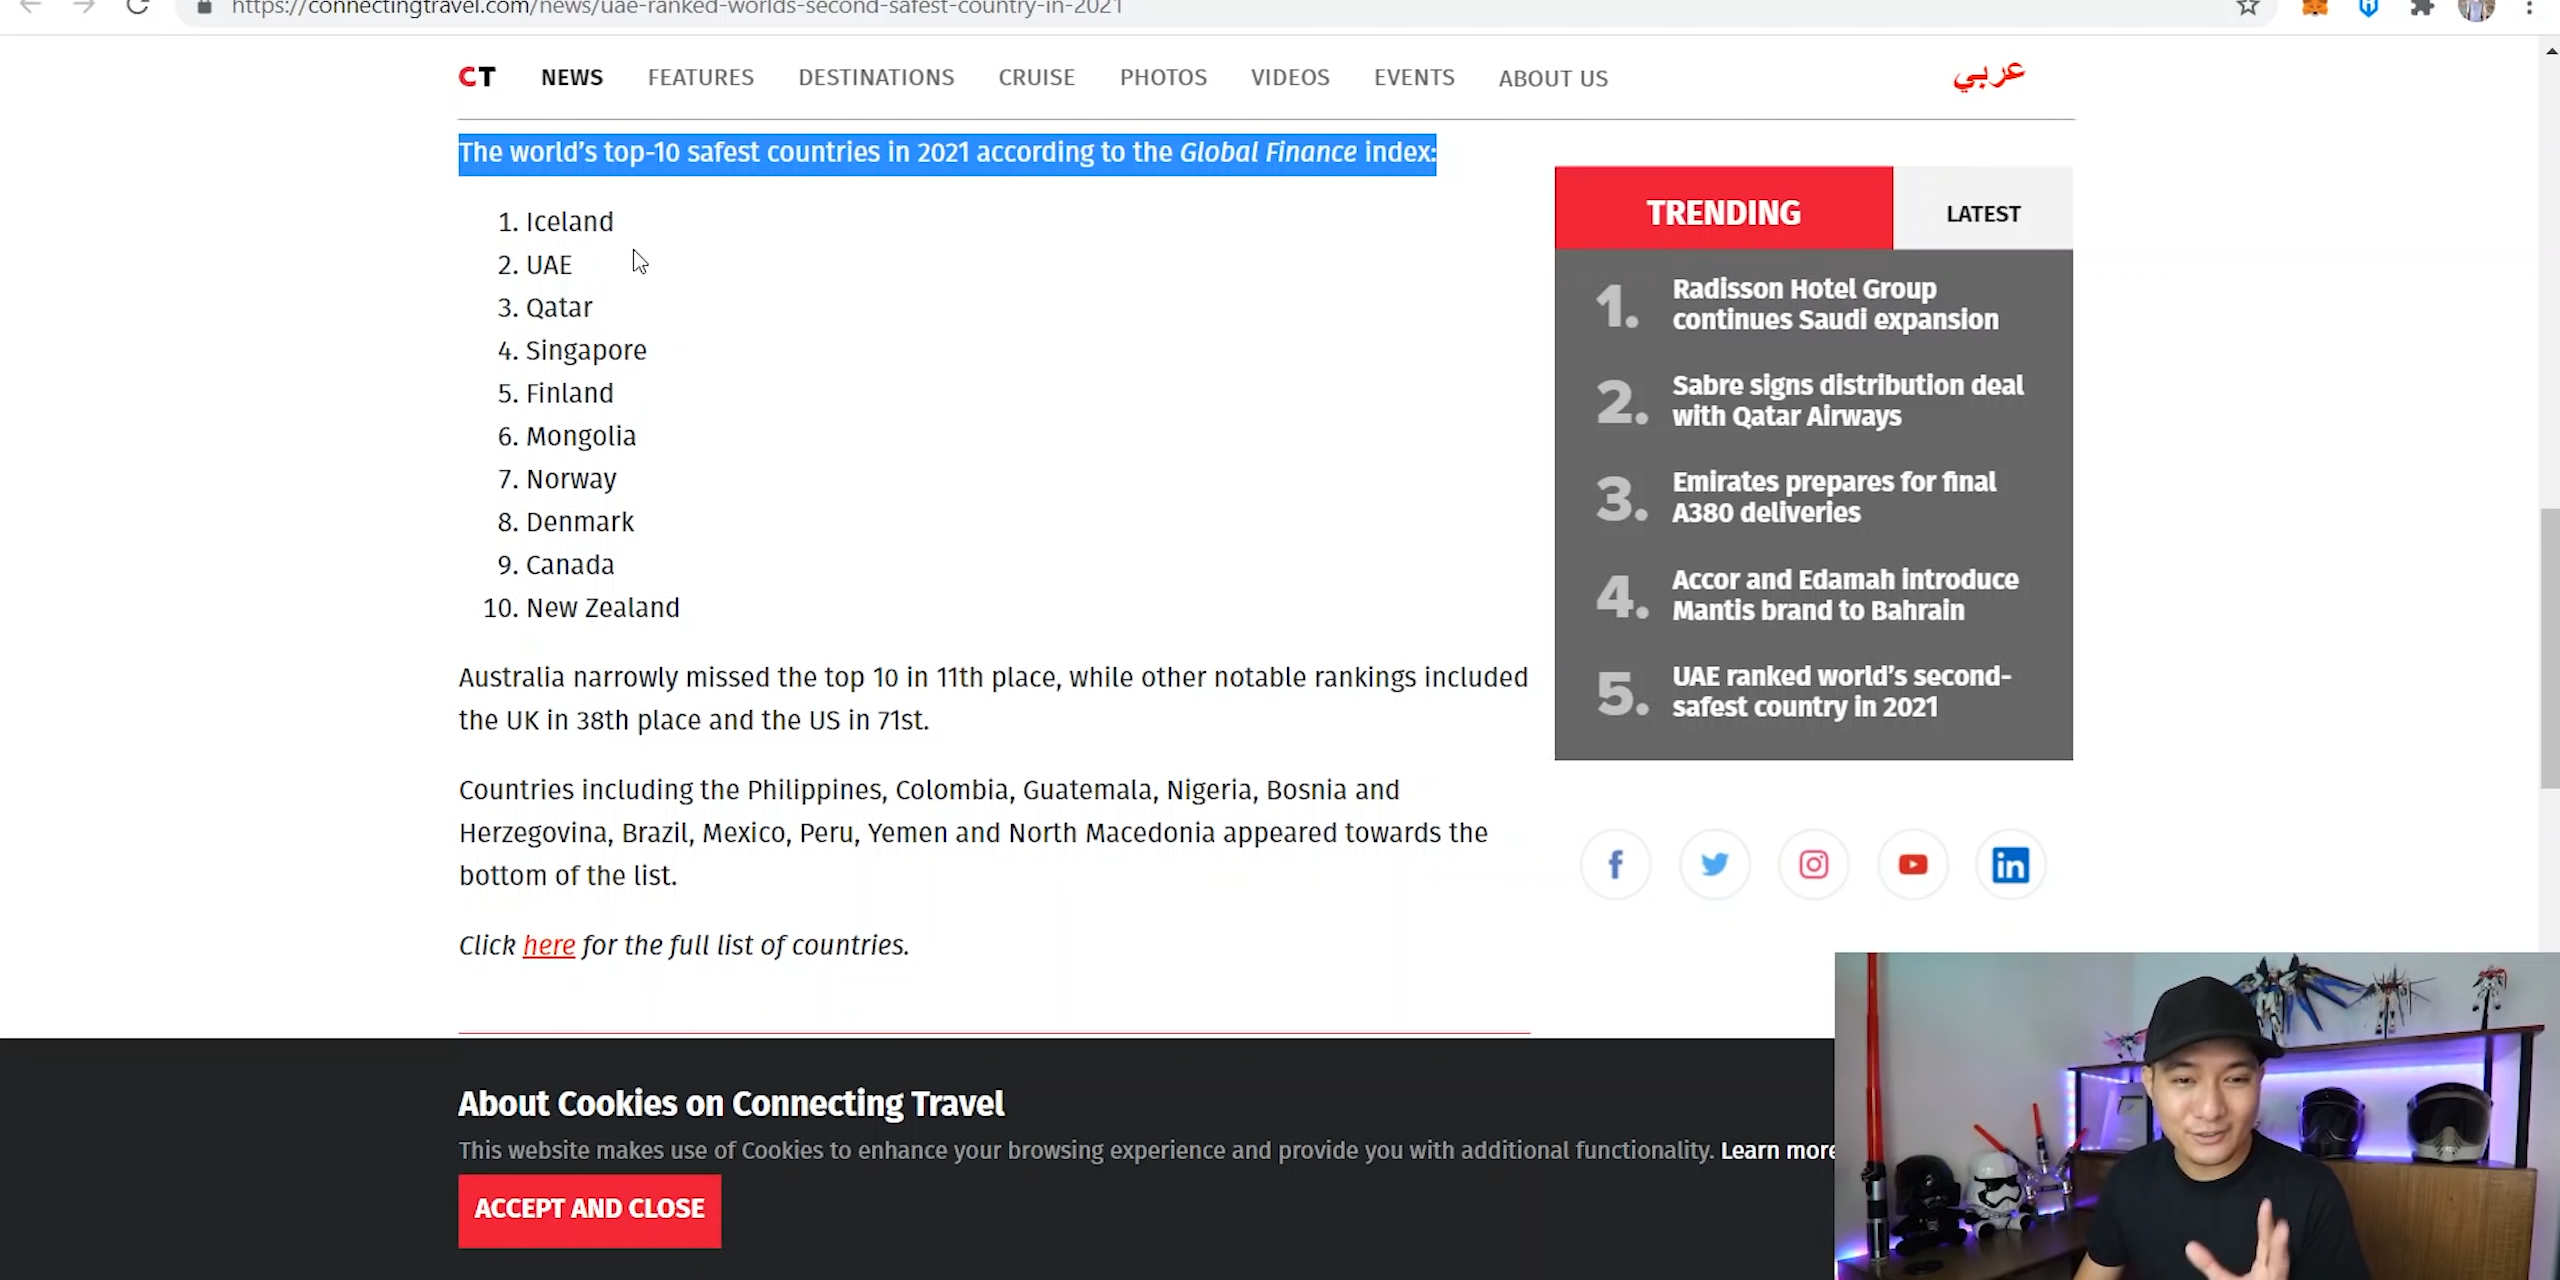 https://connectingtravel.com/news/uae-ranked-worlds-second-safest-country-in-2021
CT NEWS FEATURES DESTINATIONS CRUISE PHOTOS VIDEOS EVENTS ABOUT US عربي
The world’s top-10 safest countries in 2021 according to the Global Finance index:
1. Iceland
2. UAE
3. Qatar
4. Singapore
5. Finland
6. Mongolia
7. Norway
8. Denmark
9. Canada
10. New Zealand
Australia narrowly missed the top 10 in 11th place, while other notable rankings included
the UK in 38th place and the US in 71st.
Countries including the Philippines, Colombia, Guatemala, Nigeria, Bosnia and
Herzegovina, Brazil, Mexico, Peru, Yemen and North Macedonia appeared towards the
bottom of the list.
Click here for the full list of countries.
TRENDING LATEST
1. Radisson Hotel Group
continues Saudi expansion
2. Sabre signs distribution deal
with Qatar Airways
3. Emirates prepares for final
A380 deliveries
4. Accor and Edamah introduce
Mantis brand to Bahrain
5. UAE ranked world’s second-
safest country in 2021
f in
About Cookies on Connecting Travel
This website makes use of Cookies to enhance your browsing experience and provide you with additional functionality. Learn more
ACCEPT AND CLOSE